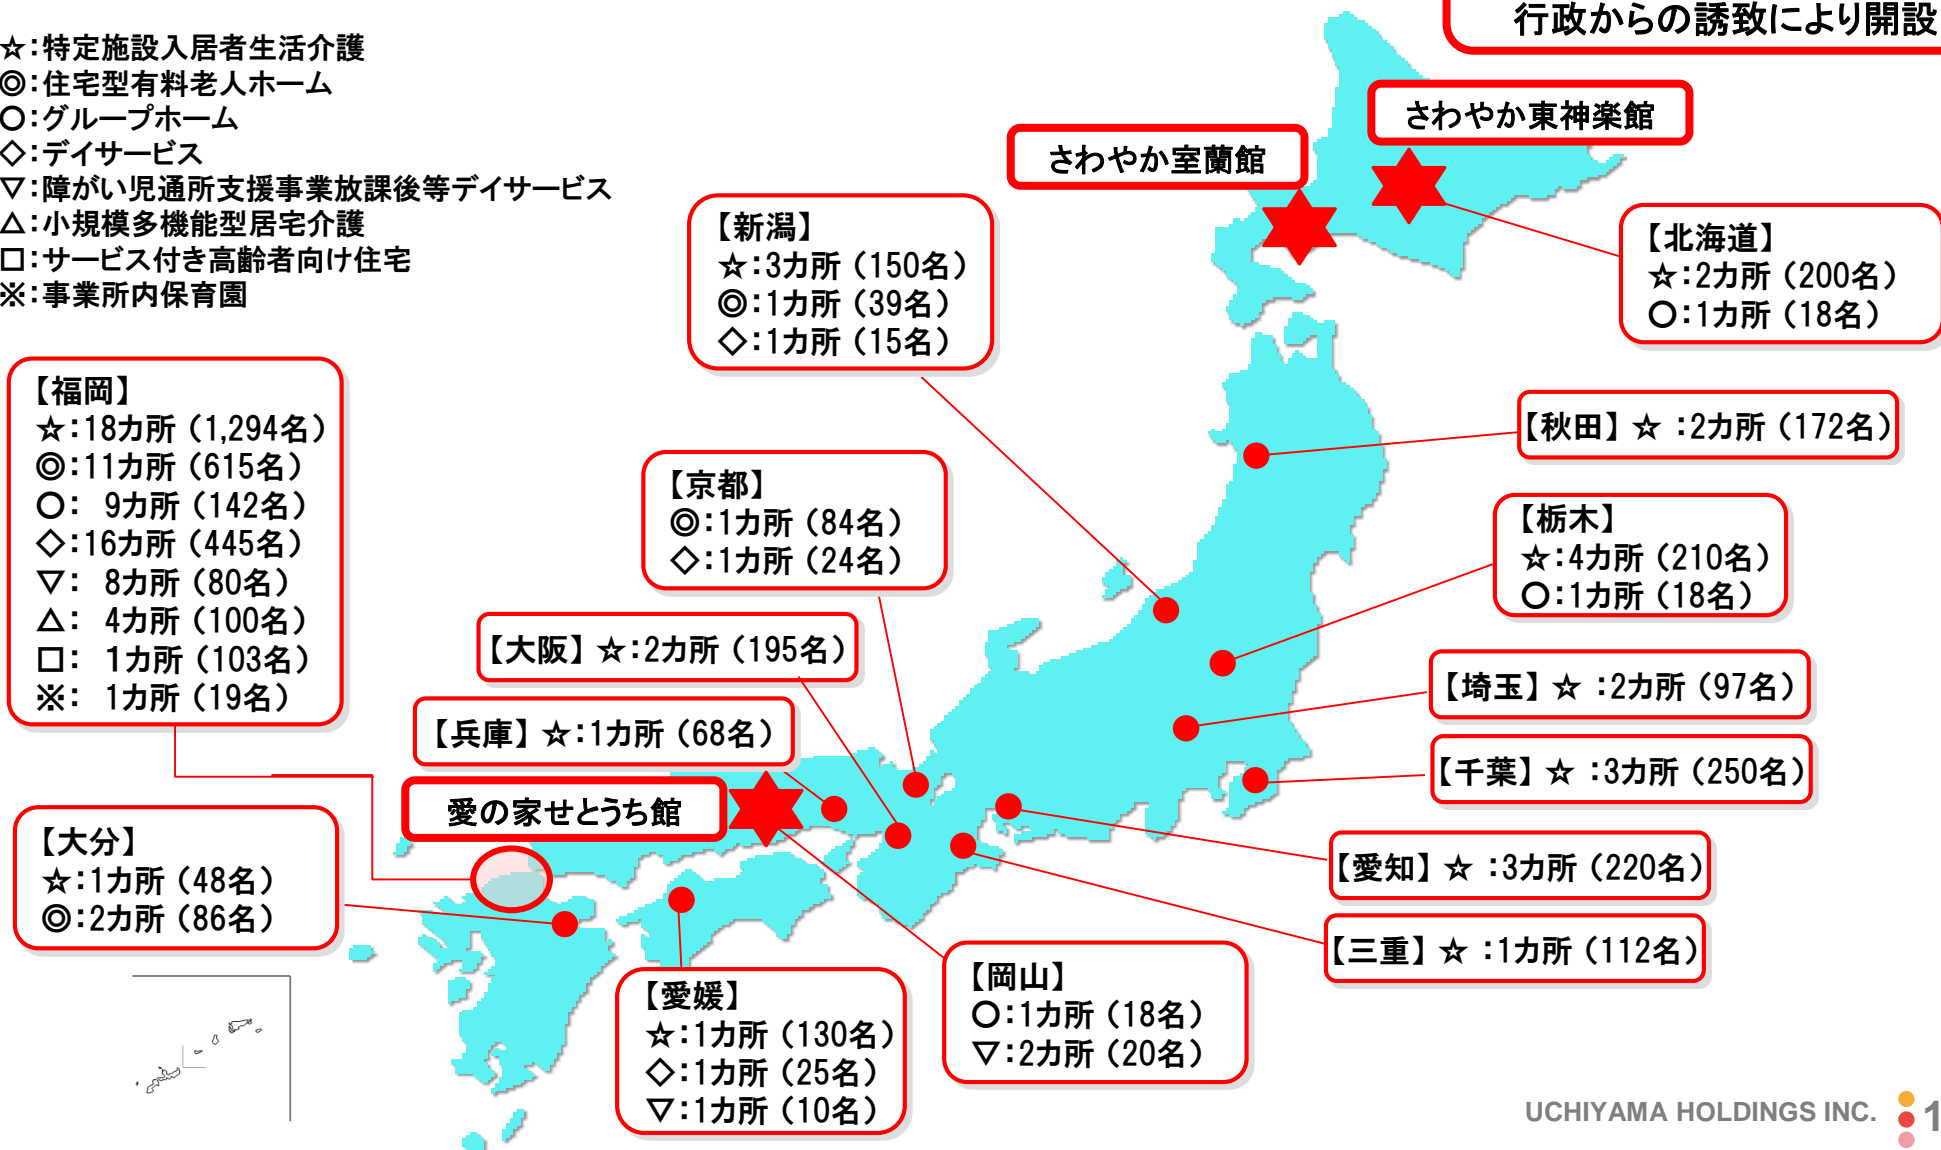 行政からの誘致により開設
☆:特定施設入居者生活介護
◎:住宅型有料老人ホーム
○:グループホーム
◇:デイサービス
▽:障がい児通所支援事業放課後等デイサービス
△:小規模多機能型居宅介護
□:サービス付き高齢者向け住宅
※:事業所内保育園
さわやか東神楽館
さわやか室蘭館
【新潟】
☆:3カ所(150名)
◎:1カ所(39名)
◇:1カ所(15名)
【北海道】
☆:2カ所(200名)
○:1カ所(18名)
【福岡】
☆:18カ所(1,294名)
◎:11カ所(615名)
○: 9カ所(142名)
◇:16カ所(445名)
▽: 8カ所(80名)
△: 4カ所(100名)
□: 1カ所(103名)
※: 1カ所(19名)
【秋田】☆ :2カ所(172名)
【京都】
◎:1カ所(84名)
◇:1カ所(24名)
【栃木】
☆:4カ所(210名)
○:1カ所(18名)
【大阪】☆:2カ所(195名)
【埼玉】☆ :2カ所(97名)
【兵庫】☆:1カ所(68名)
【千葉】☆ :3カ所(250名)
愛の家せとうち館
【大分】
☆:1カ所(48名)
◎:2カ所(86名)
【愛知】☆ :3カ所(220名)
【三重】☆ :1カ所(112名)
【岡山】
○:1カ所(18名)
▽:2カ所(20名)
【愛媛】
☆:1カ所(130名)
◇:1カ所(25名)
▽:1カ所(10名)
UCHIYAMA HOLDINGS INC. 1